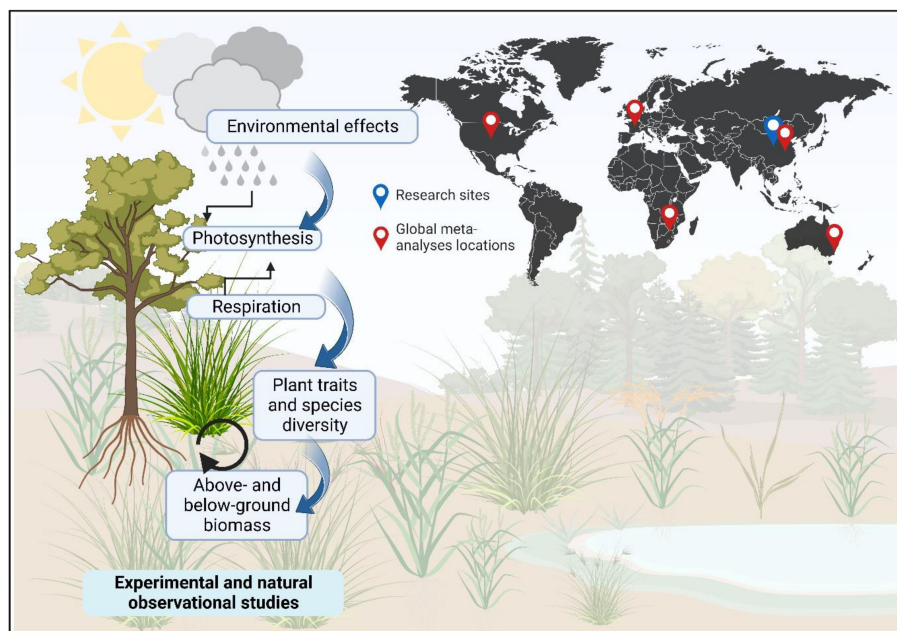 Environmental effects
Photosynthesis
Respiration
Plant traits
and species
diversity
Above- and
below-ground
biomass
Experimental and natural
observational studies
Research sites
Global meta-
analyses locations